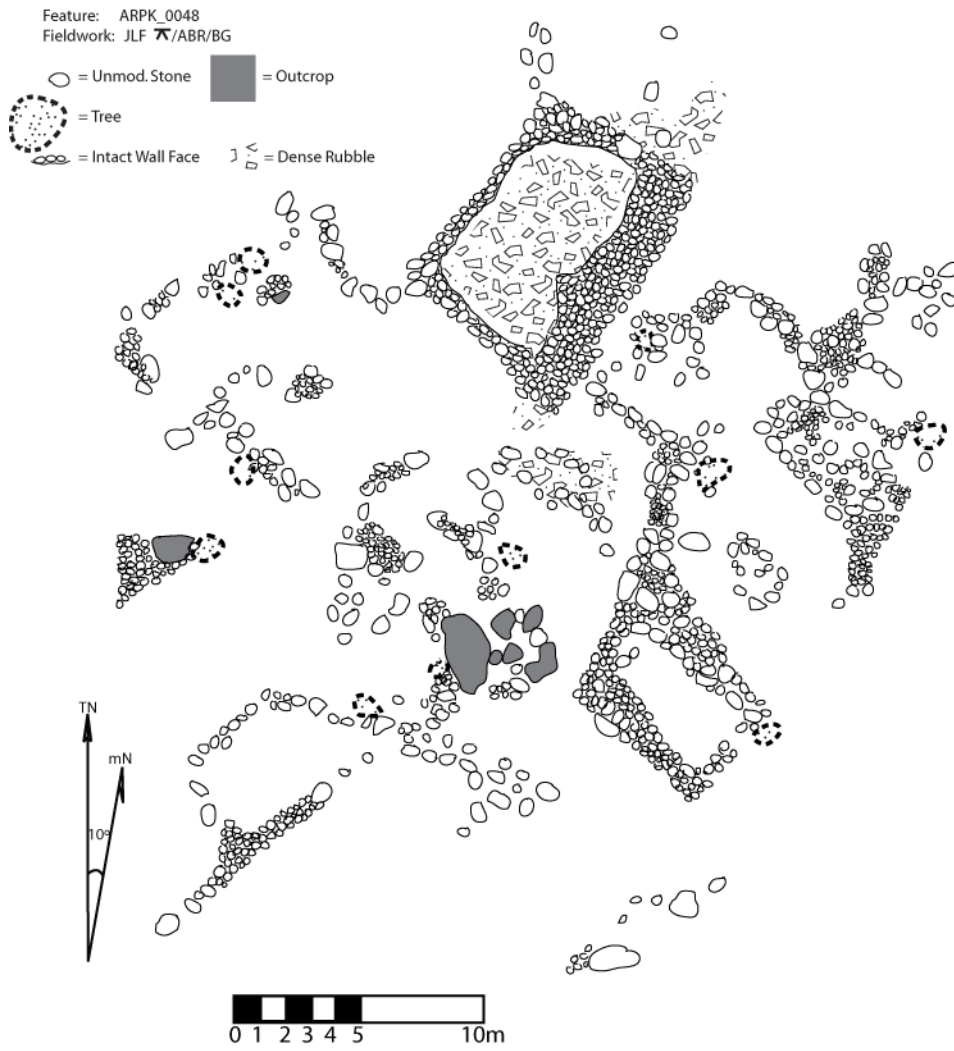 Feature: ARPK_0048
Fieldwork: JLF /ABR/BG
= Unmod. Stone
= Outcrop
= Tree
= Intact Wall Face
= Dense Rubble
TN
mN
10°
0 1 2 3 4 5 10m